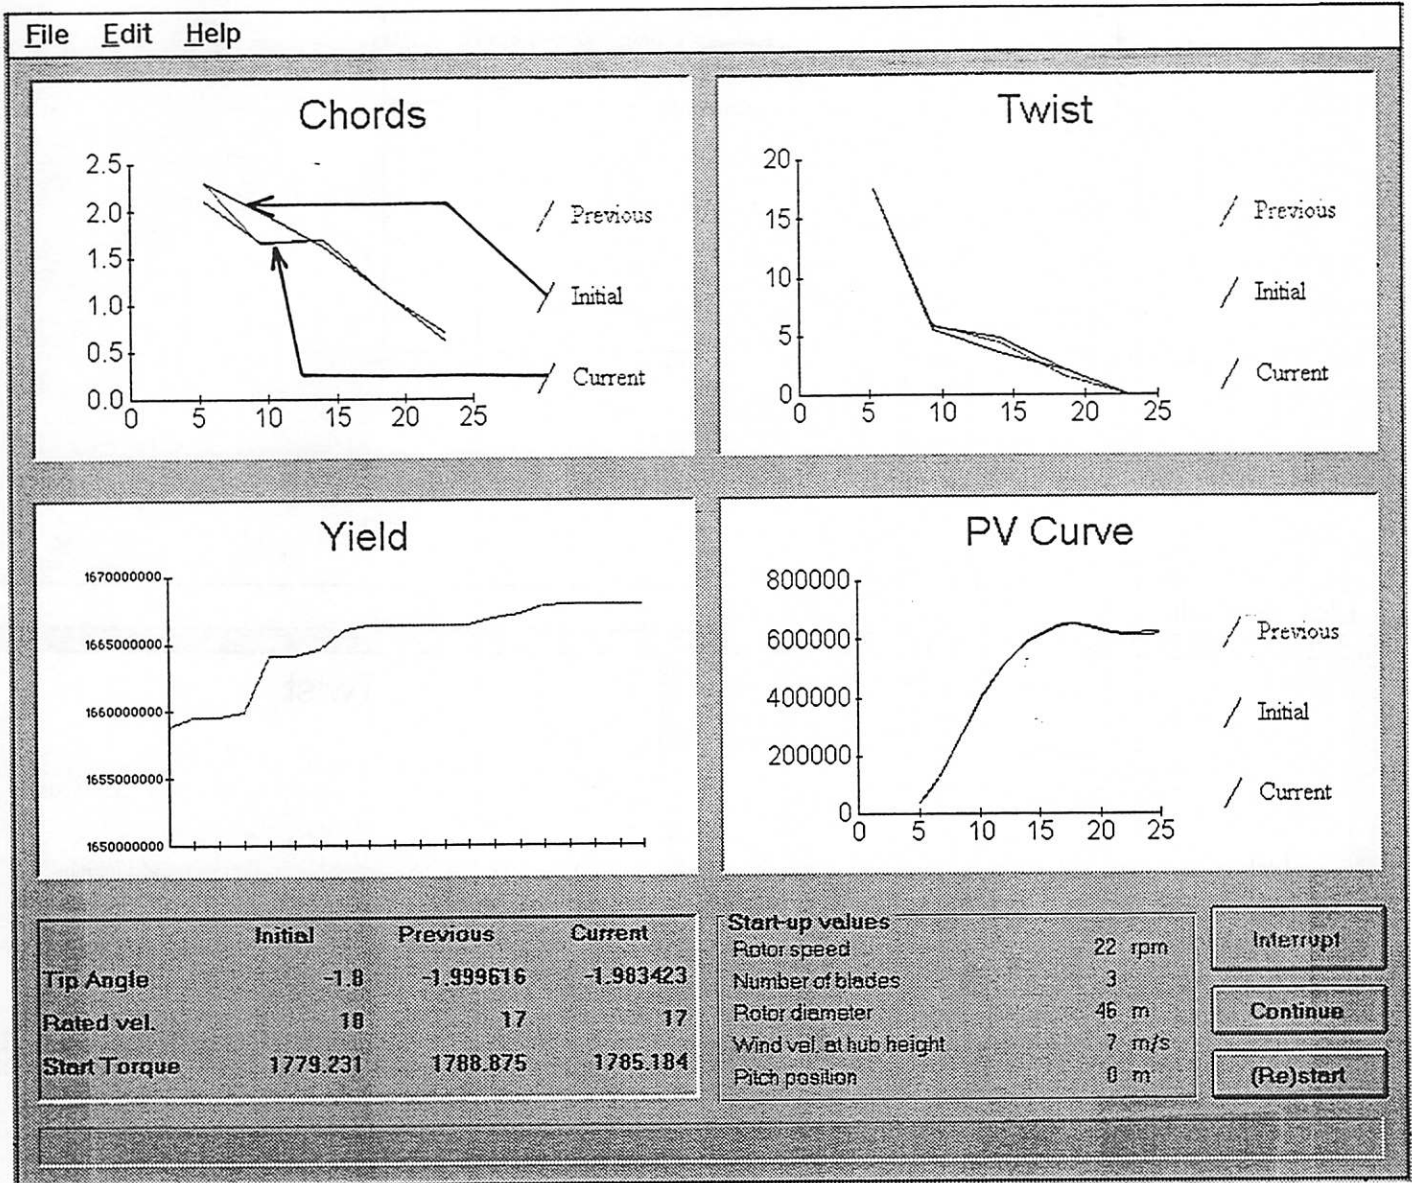 File Edit Help
Chords
2.5
2.0
1.5
1.0
0.5
0.0
0 5 10 15 20 25
Previous
Initial
Current
Twist
20
15
10
5
0
0 5 10 15 20 25
Previous
Initial
Current
Yield
1670000000
1665000000
1660000000
1655000000
1650000000
PV Curve
800000
600000
400000
200000
0
0 5 10 15 20 25
Previous
Initial
Current
Initial Previous Current
Tip Angle -1.8 -1.999616 -1.983423
Rated vel. 18 17 17
Start Torque 1779.231 1788.875 1785.184
Start-up values
Rotor speed 22 rpm
Number of blades 3
Rotor diameter 46 m
Wind vel. at hub height 7 m/s
Pitch position 0 m
Interrupt
Continue
(Re)start